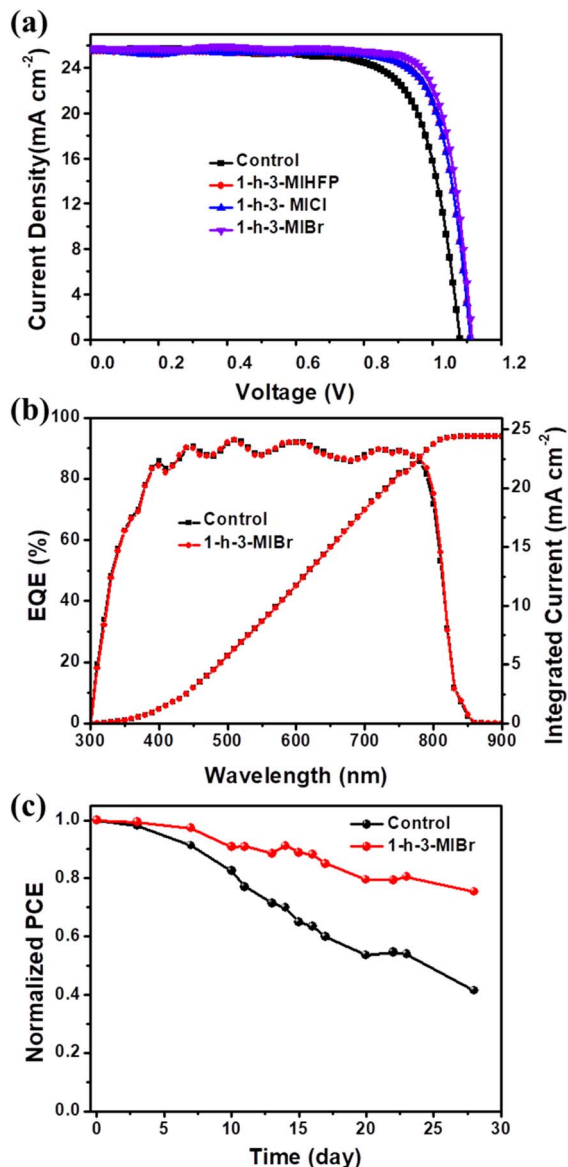 (a)
24
20
16
12
8
4
0
Current Density(mA cm-2)
Control
1-h-3-MIHFP
1-h-3- MICl
1-h-3-MIBr
0.0 0.2 0.4 0.6 0.8 1.0 1.2
Voltage (V)
(b)
100
80
60
40
20
0
EQE (%)
Control
1-h-3-MIBr
25
20
15
10
5
0
Integrated Current (mA cm-2)
300 400 500 600 700 800 900
Wavelength (nm)
(c)
1.0
0.8
0.6
0.4
0.2
0.0
Normalized PCE
Control
1-h-3-MIBr
0 5 10 15 20 25 30
Time (day)